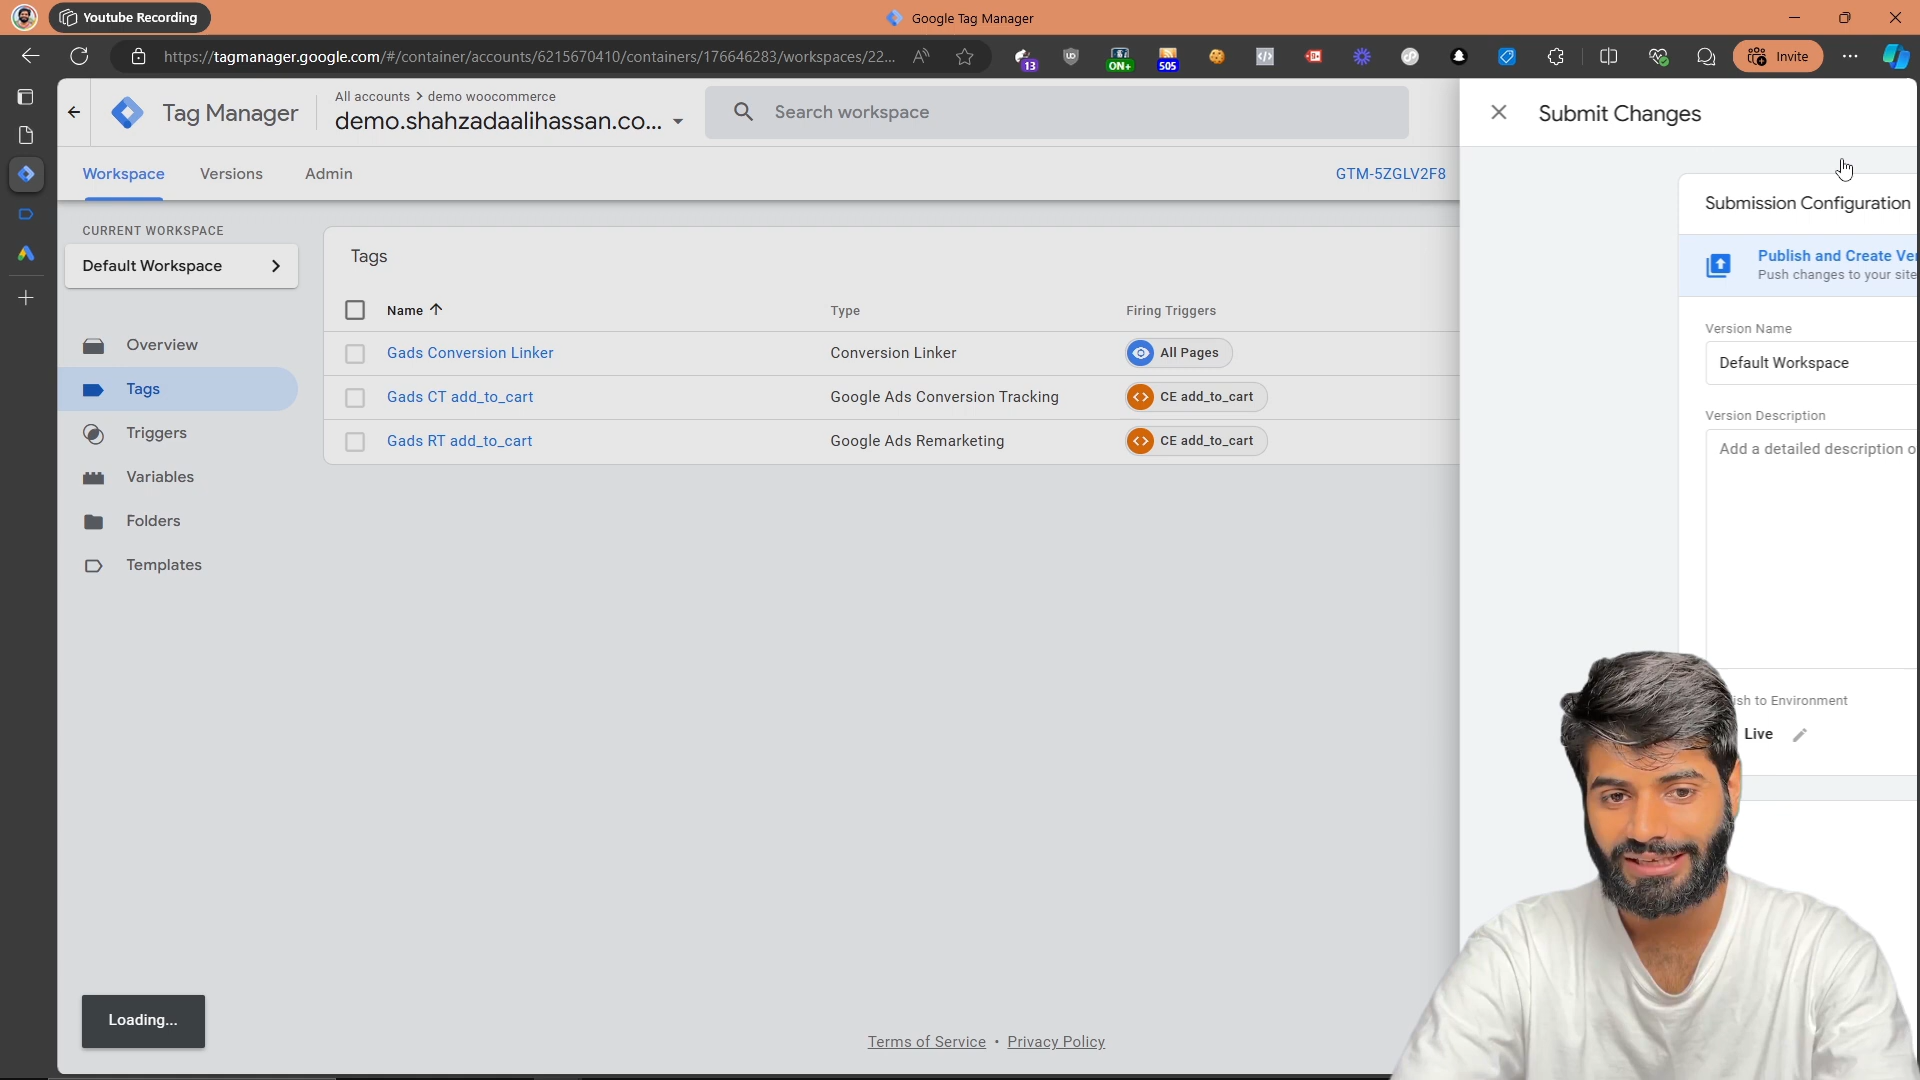 Youtube Recording
Google Tag Manager
https://tagmanager.google.com/#/container/accounts/6215670410/containers/176646283/workspaces/22...
13
ON+
505
Invite
Tag Manager
All accounts > demo woocommerce
demo.shahzadaalihassan.co...
Search workspace
Submit Changes
Workspace
Versions
Admin
GTM-5ZGLV2F8
CURRENT WORKSPACE
Default Workspace
Overview
Tags
Triggers
Variables
Folders
Templates
Tags
Name
Type
Firing Triggers
Gads Conversion Linker
Conversion Linker
All Pages
Gads CT add_to_cart
Google Ads Conversion Tracking
CE add_to_cart
Gads RT add_to_cart
Google Ads Remarketing
CE add_to_cart
Submission Configuration
Publish and Create Ve
Push changes to your site
Version Name
Default Workspace
Version Description
Add a detailed description o
ish to Environment
Live
Loading...
Terms of Service • Privacy Policy